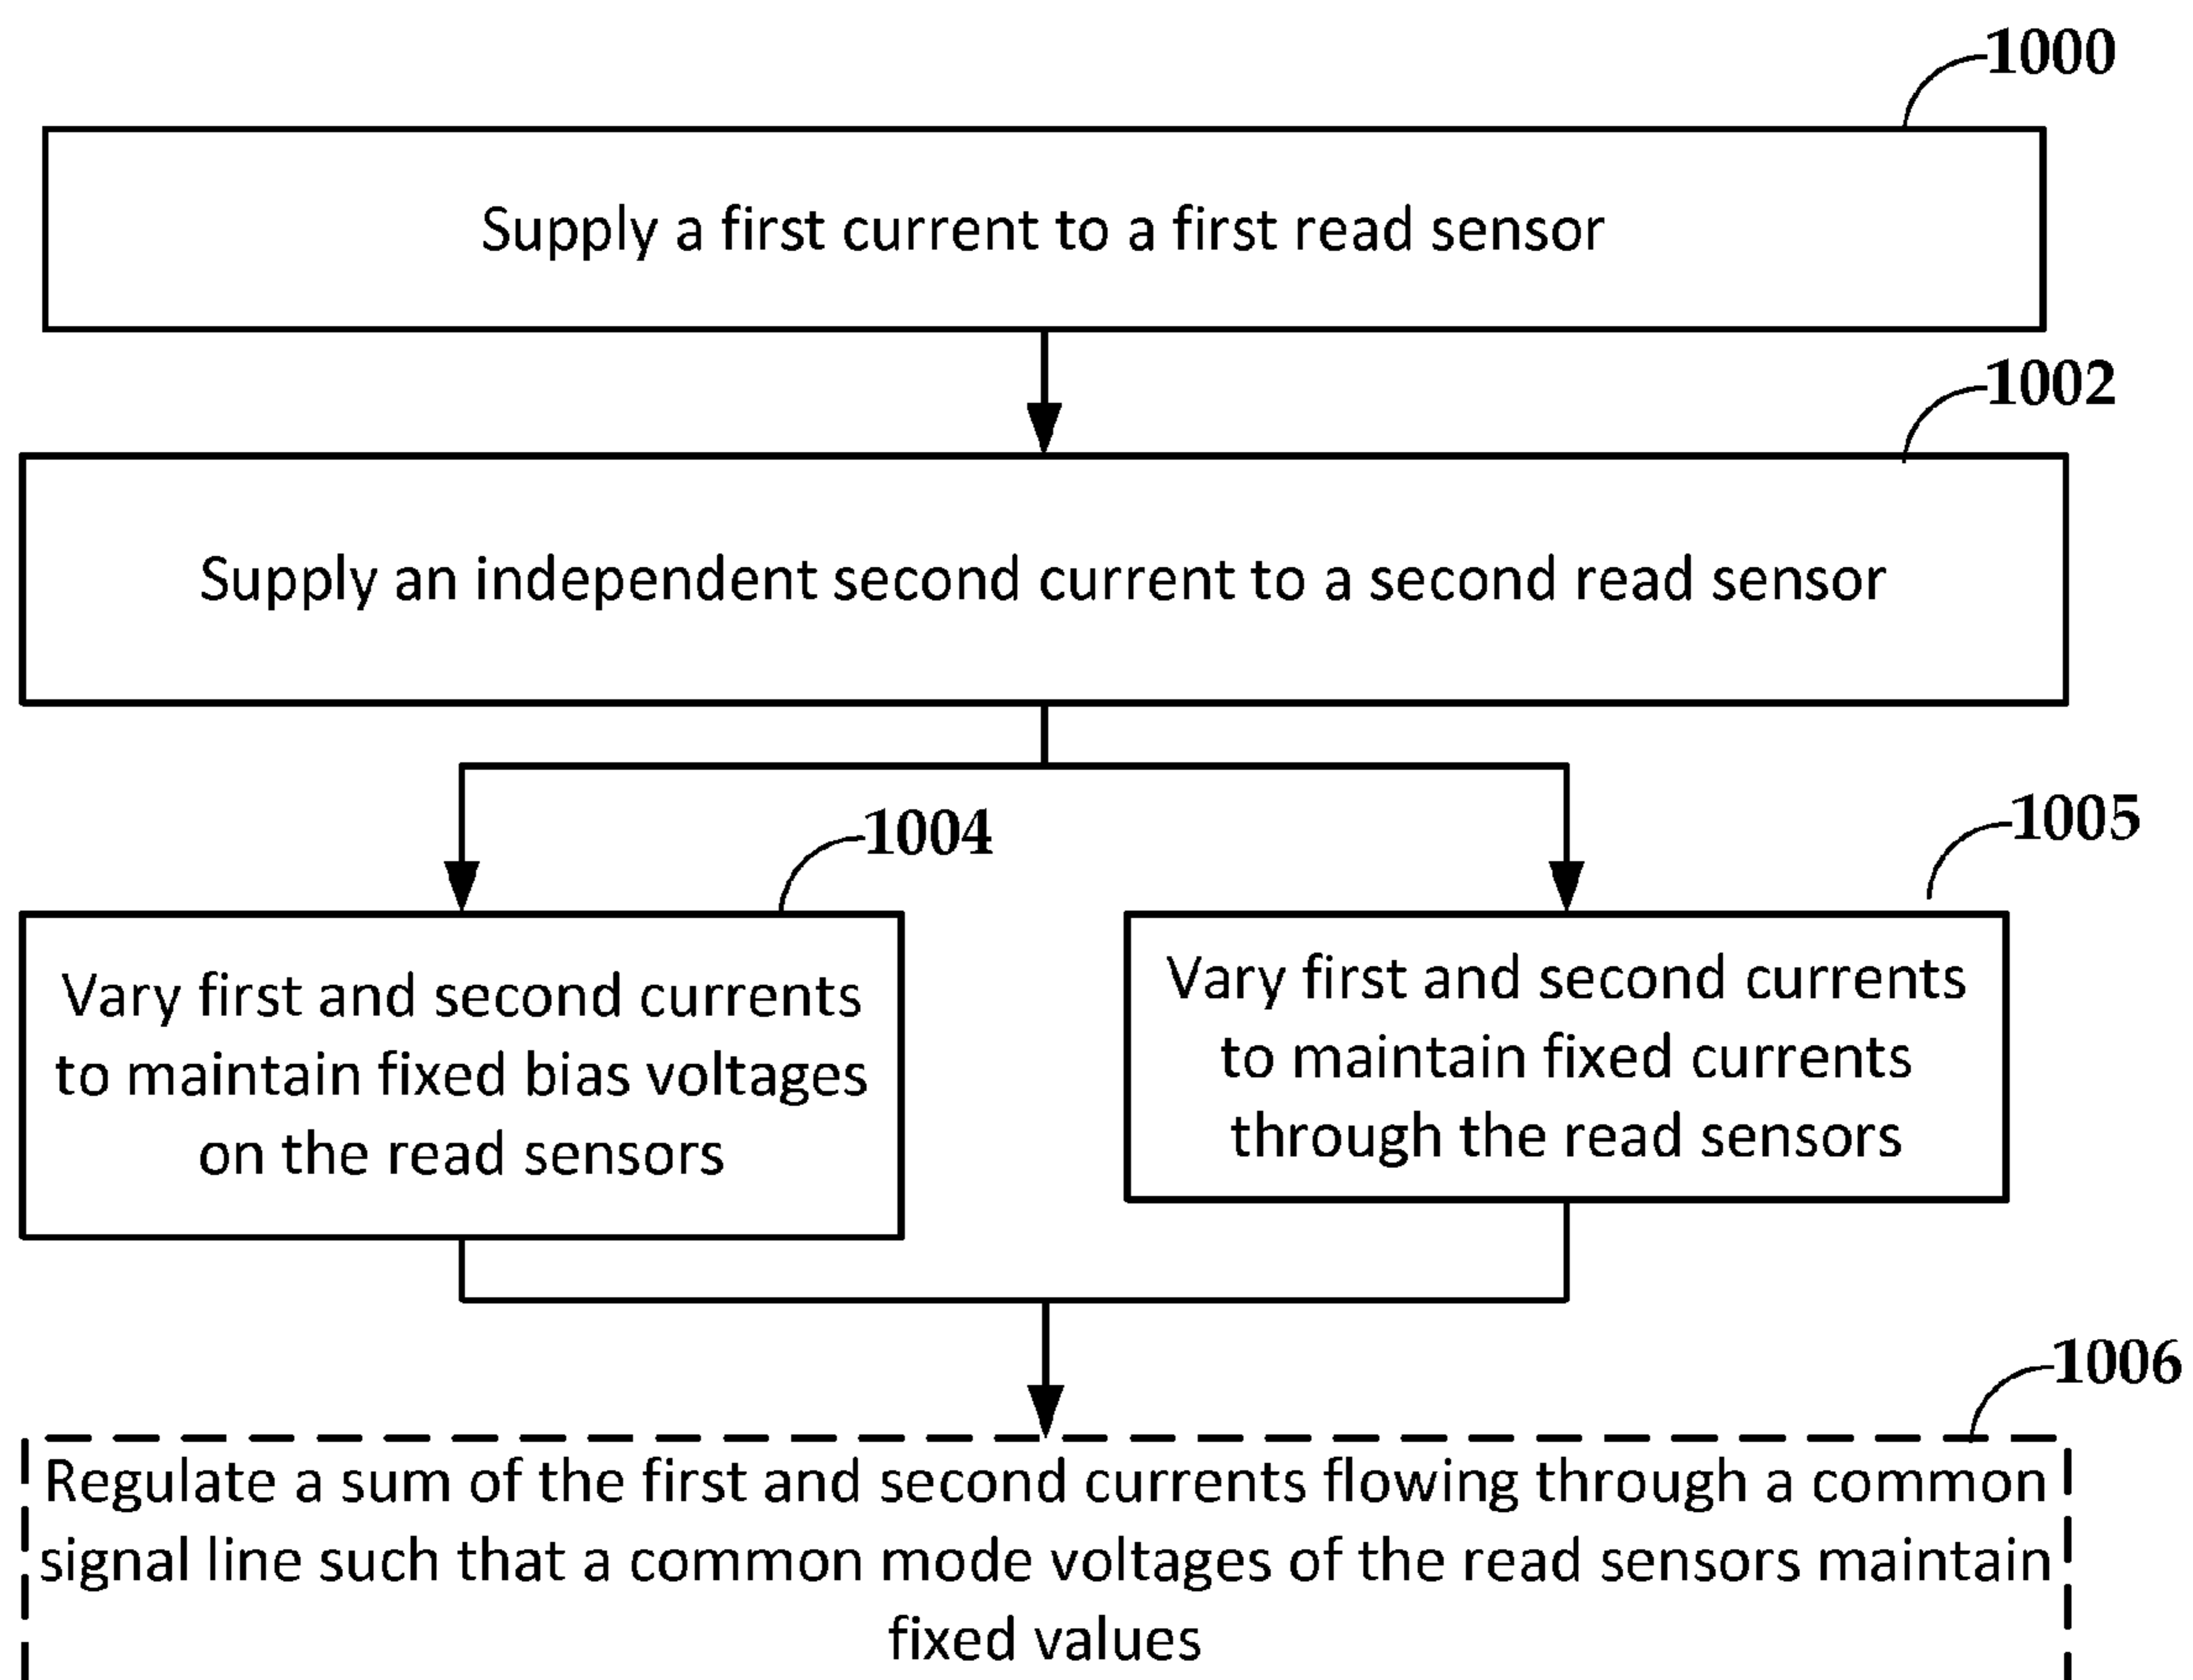 1000
Supply a first current to a first read sensor
1002
Supply an independent second current to a second read sensor
1004
Vary first and second currents
to maintain fixed bias voltages
on the read sensors
1005
Vary first and second currents
to maintain fixed currents
through the read sensors
1006
Regulate a sum of the first and second currents flowing through a common
signal line such that a common mode voltages of the read sensors maintain
fixed values